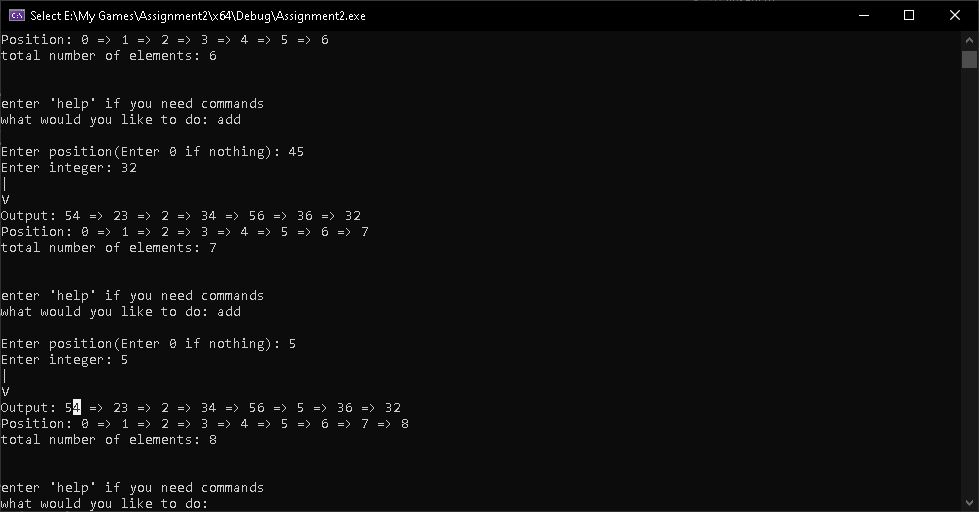 Select E:\My Games\Assignment2\x64\Debug\Assignment2.exe
Position: 0 => 1 => 2 => 3 => 4 => 5 => 6
total number of elements: 6
enter 'help' if you need commands
what would you like to do: add
Enter position(Enter 0 if nothing): 45
Enter integer: 32
|
V
Output: 54 => 23 => 2 => 34 => 56 => 36 => 32
Position: 0 => 1 => 2 => 3 => 4 => 5 => 6 => 7
total number of elements: 7
enter 'help' if you need commands
what would you like to do: add
Enter position(Enter 0 if nothing): 5
Enter integer: 5
|
V
Output: 54 => 23 => 2 => 34 => 56 => 5 => 36 => 32
Position: 0 => 1 => 2 => 3 => 4 => 5 => 6 => 7 => 8
total number of elements: 8
enter 'help' if you need commands
what would you like to do: